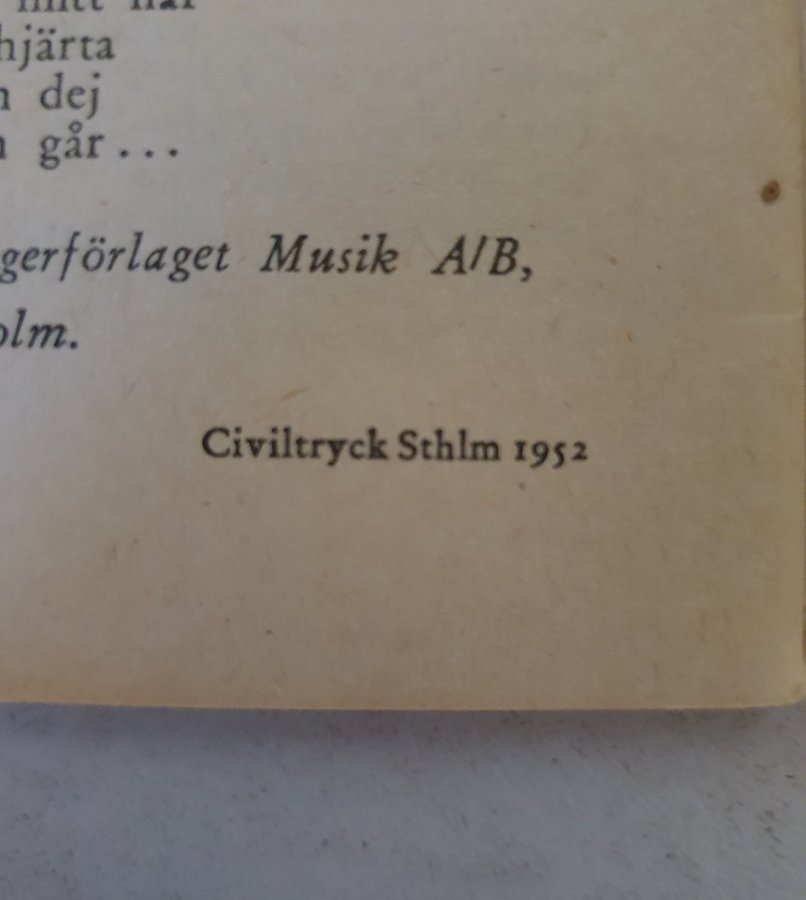 hjärta
dej
går...
gerförlaget Musik A/B,
olm.
Civiltryck Sthlm 1952